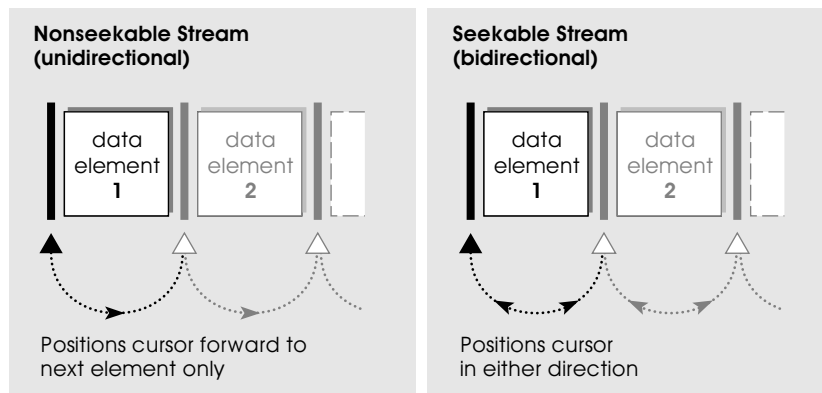 Nonseekable Stream
(unidirectional)
data
element
1
data
element
2
Positions cursor forward to
next element only
Seekable Stream
(bidirectional)
data
element
1
data
element
2
Positions cursor
in either direction